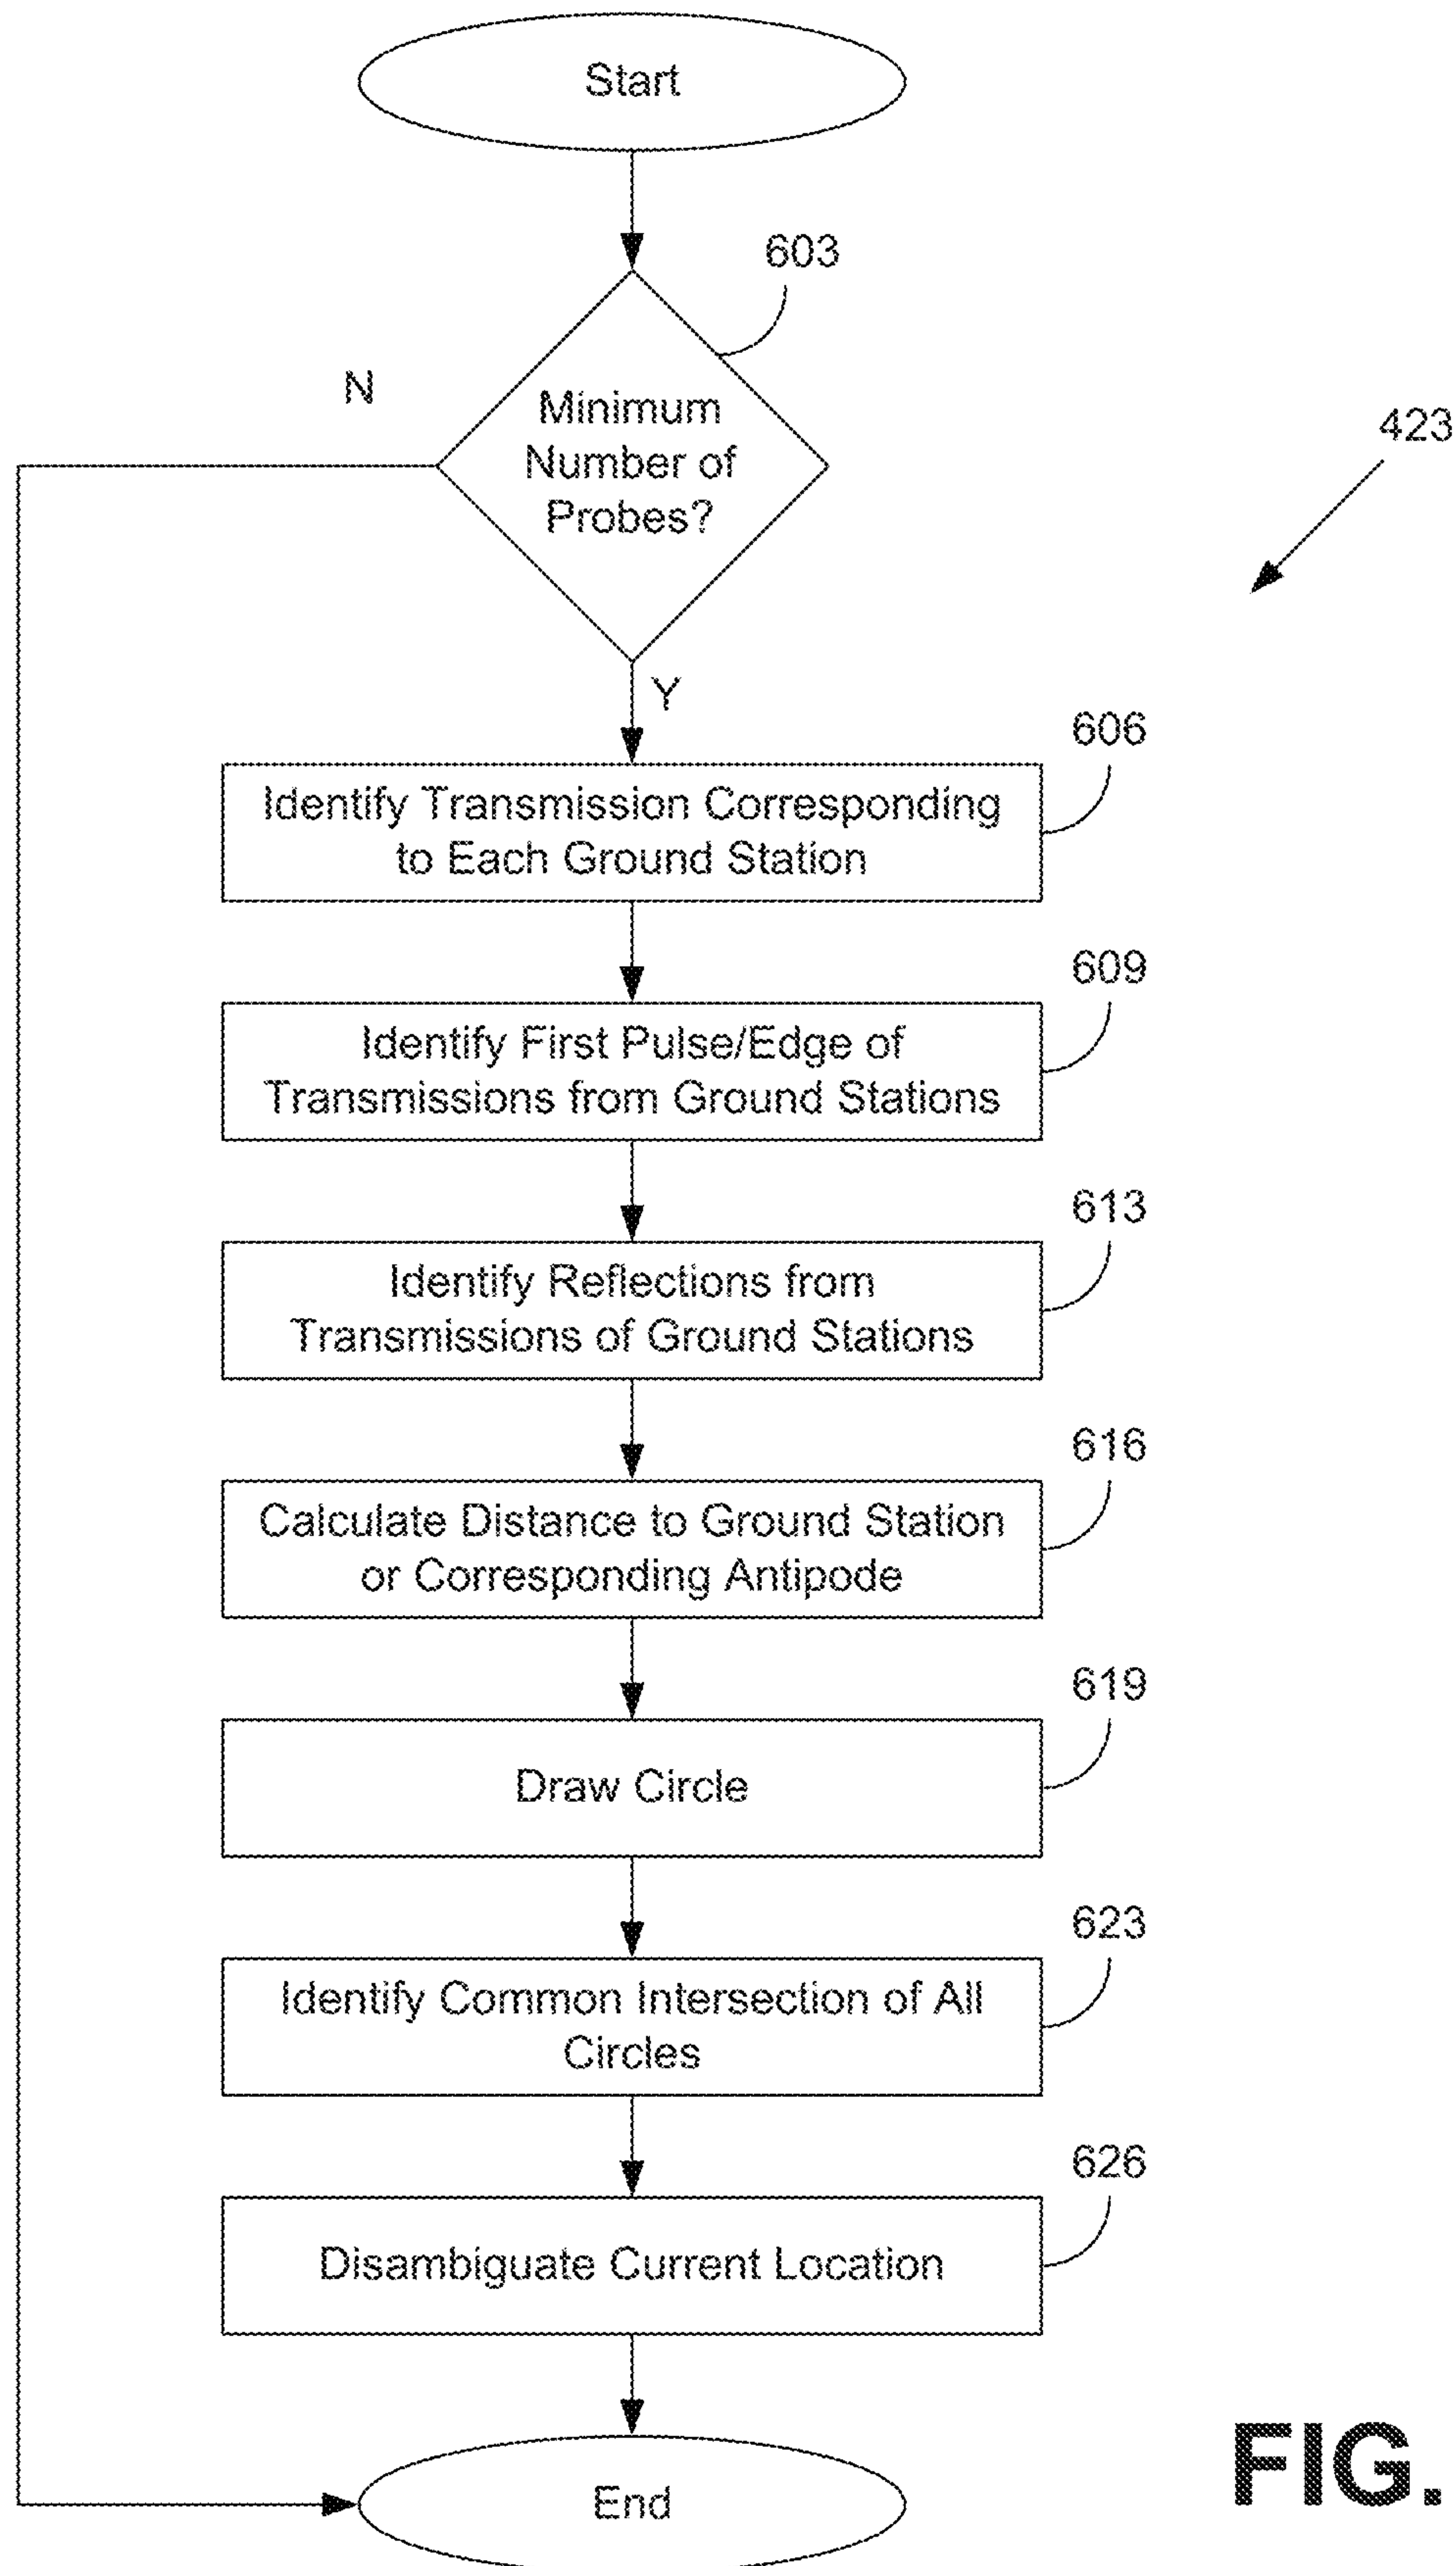 Start
603
N
Minimum
Number of
Probes?
423
Y
606
Identify Transmission Corresponding
to Each Ground Station
609
Identify First Pulse/Edge of
Transmissions from Ground Stations
613
Identify Reflections from
Transmissions of Ground Stations
616
Calculate Distance to Ground Station
or Corresponding Antipode
619
Draw Circle
623
Identify Common Intersection of All
Circles
626
Disambiguate Current Location
End
FIG.